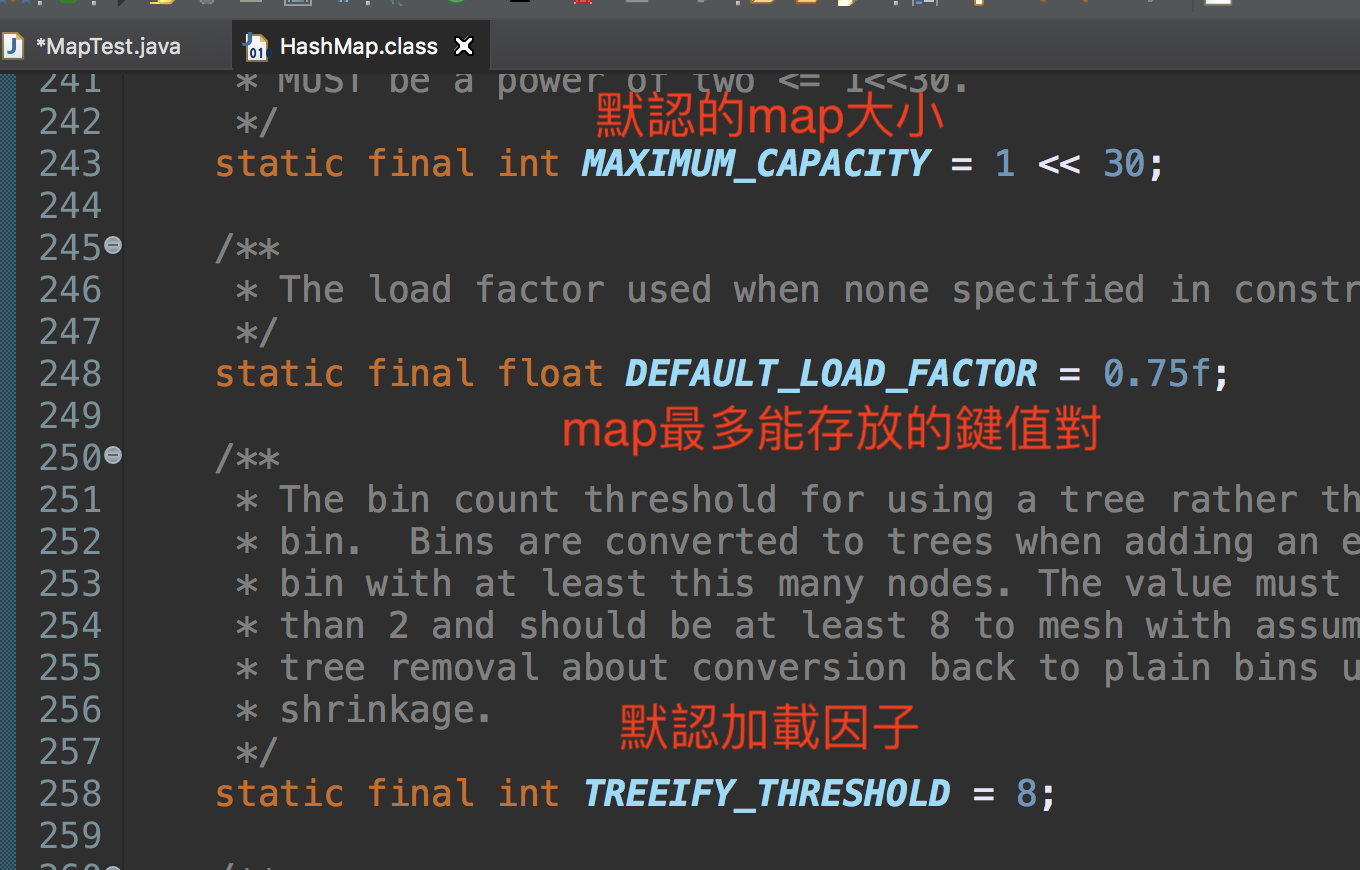 *MapTest.java
HashMap.class
241 * MUST be a power of two <= 1<<30.
242 */
默認的map大小
243 static final int MAXIMUM_CAPACITY = 1 << 30;
244
245 /**
246 * The load factor used when none specified in constr
247 */
248 static final float DEFAULT_LOAD_FACTOR = 0.75f;
249
map最多能存放的鍵值對
250 /**
251 * The bin count threshold for using a tree rather th
252 * bin.  Bins are converted to trees when adding an e
253 * bin with at least this many nodes. The value must
254 * than 2 and should be at least 8 to mesh with assum
255 * tree removal about conversion back to plain bins u
256 * shrinkage.
默認加載因子
257 */
258 static final int TREEIFY_THRESHOLD = 8;
259